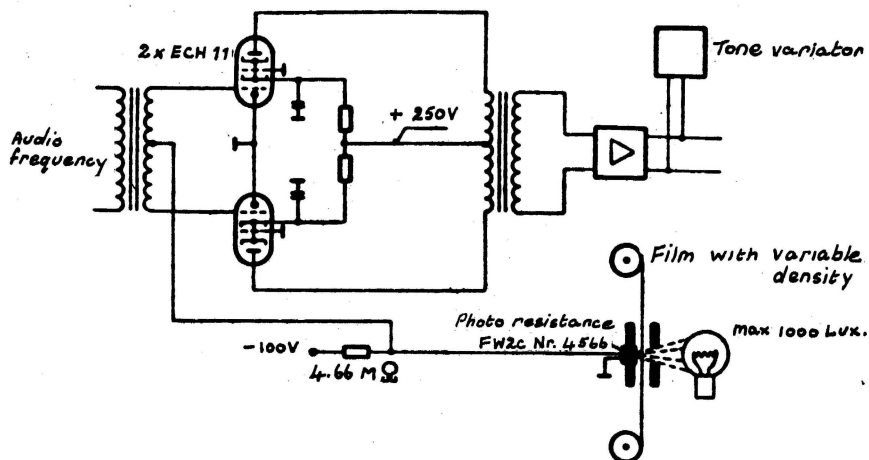 2 x ECH 11
Tone variator
+ 250V
Audio
frequency
Film with variable
density
Photo resistance
FW2c Nr. 4566
max 1000 Lux.
-100V
4.66 M Ω